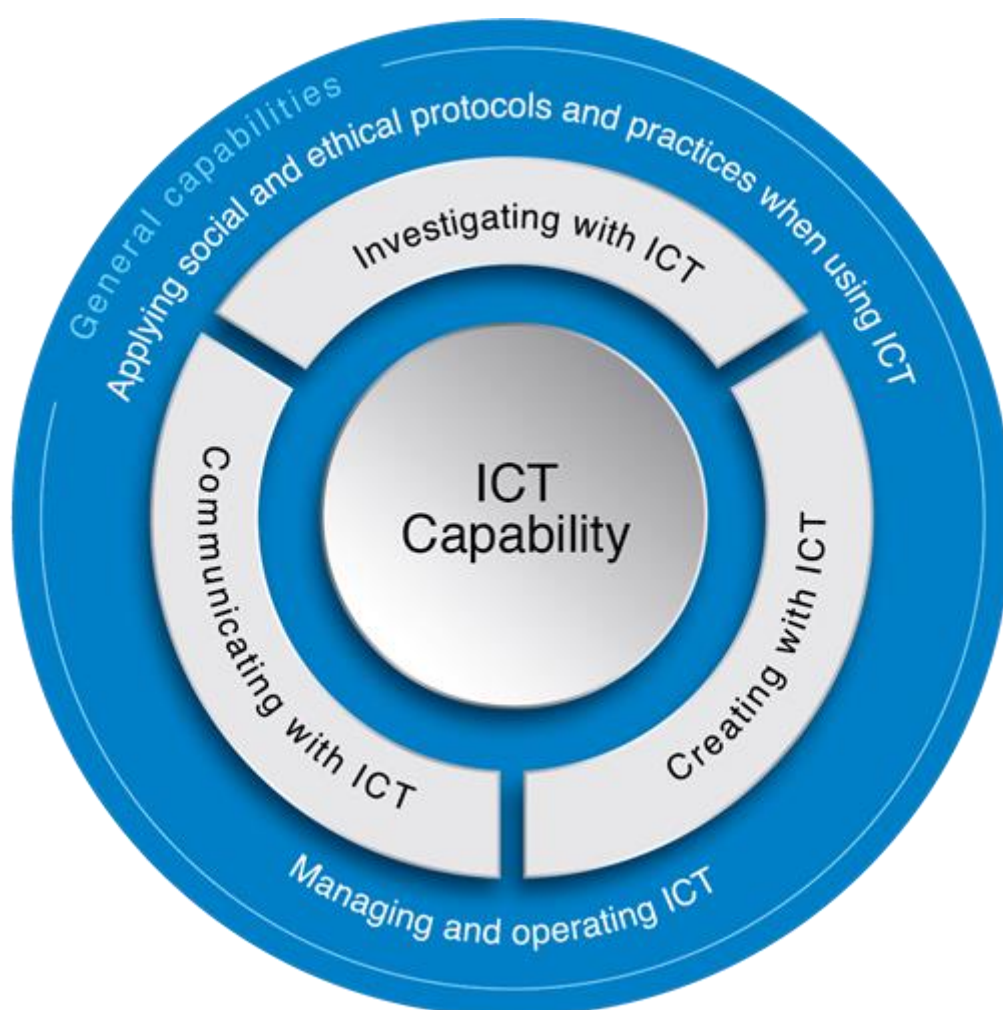 General capabilities
Applying social and ethical protocols and practices when using ICT
Investigating with ICT
Communicating with ICT
ICT
Capability
Creating with ICT
Managing and operating ICT